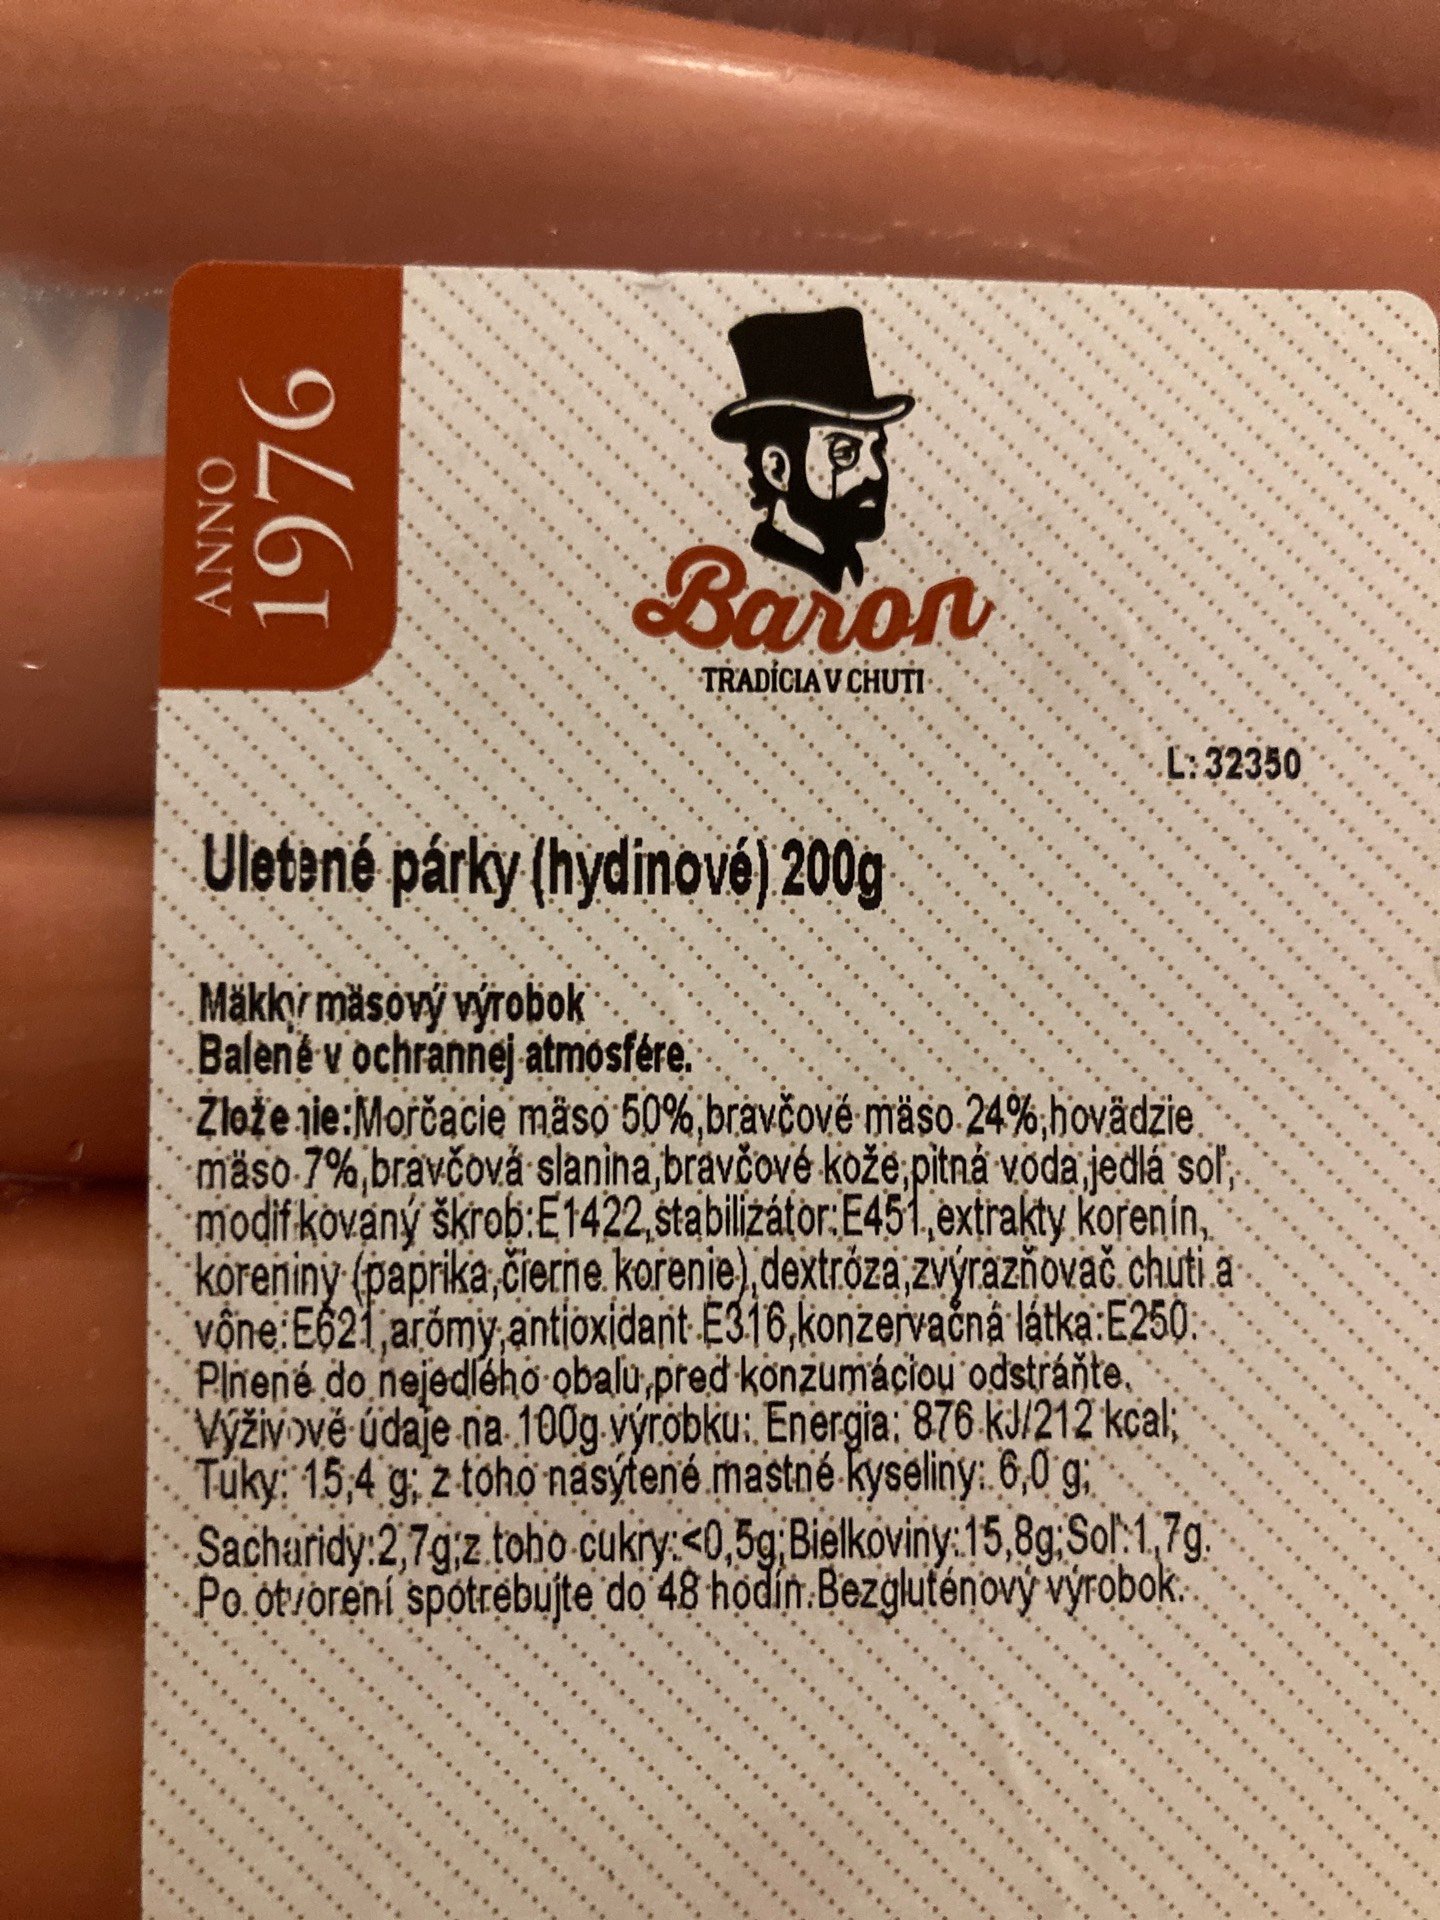 ANNO
1976
Baron
TRADÍCIA V CHUTI
L: 32350
Uletené párky (hydinové) 200g
Mäkký mäsový výrobok
Balené v ochrannej atmosfére.
Zloženie:Morčacie mäso 50%,bravčové mäso 24%,hovädzie
mäso 7%,bravčová slanina,bravčové kože,pitná voda,jedlá soľ,
modifikovaný škrob:E1422,stabilizátor:E451,extrakty korenín,
koreniny (paprika,čierne korenie),dextróza,zvýrazňovač chuti a
vône:E621,arómy,antioxidant E316,konzervačná látka:E250.
Plnené do nejedlého obalu,pred konzumáciou odstráňte.
Výživové údaje na 100g výrobku: Energia: 876 kJ/212 kcal;
Tuky: 15,4 g; z toho nasýtené mastné kyseliny: 6,0 g;
Sacharidy:2,7g;z toho cukry:<0,5g;Bielkoviny:15,8g;Soľ:1,7g.
Po otvorení spotrebujte do 48 hodín.Bezgluténový výrobok.